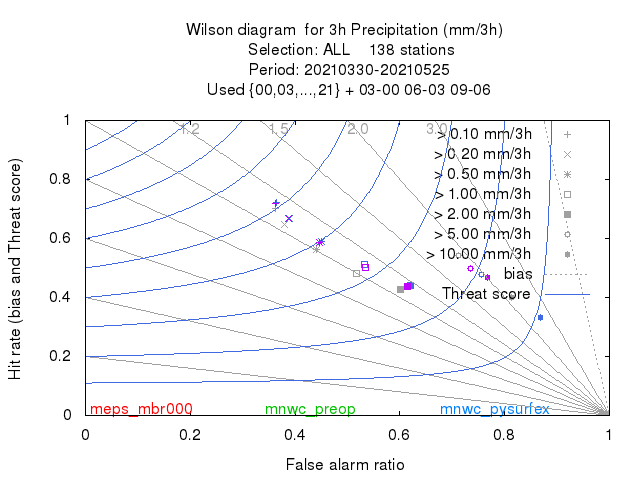 Wilson diagram  for 3h Precipitation (mm/3h)
Selection: ALL    138 stations
Period: 20210330-20210525
Used {00,03,...,21} + 03-00 06-03 09-06
1.2 1.5 2.0 3.0
> 0.10 mm/3h
> 0.20 mm/3h
> 0.50 mm/3h
> 1.00 mm/3h
> 2.00 mm/3h
> 5.00 mm/3h
> 10.00 mm/3h
bias
Threat score
Hit rate (bias and Threat score)
1
0.8
0.6
0.4
0.2
0
meps_mbr000 mnwc_preop mnwc_pysurfex
0 0.2 0.4 0.6 0.8 1
False alarm ratio